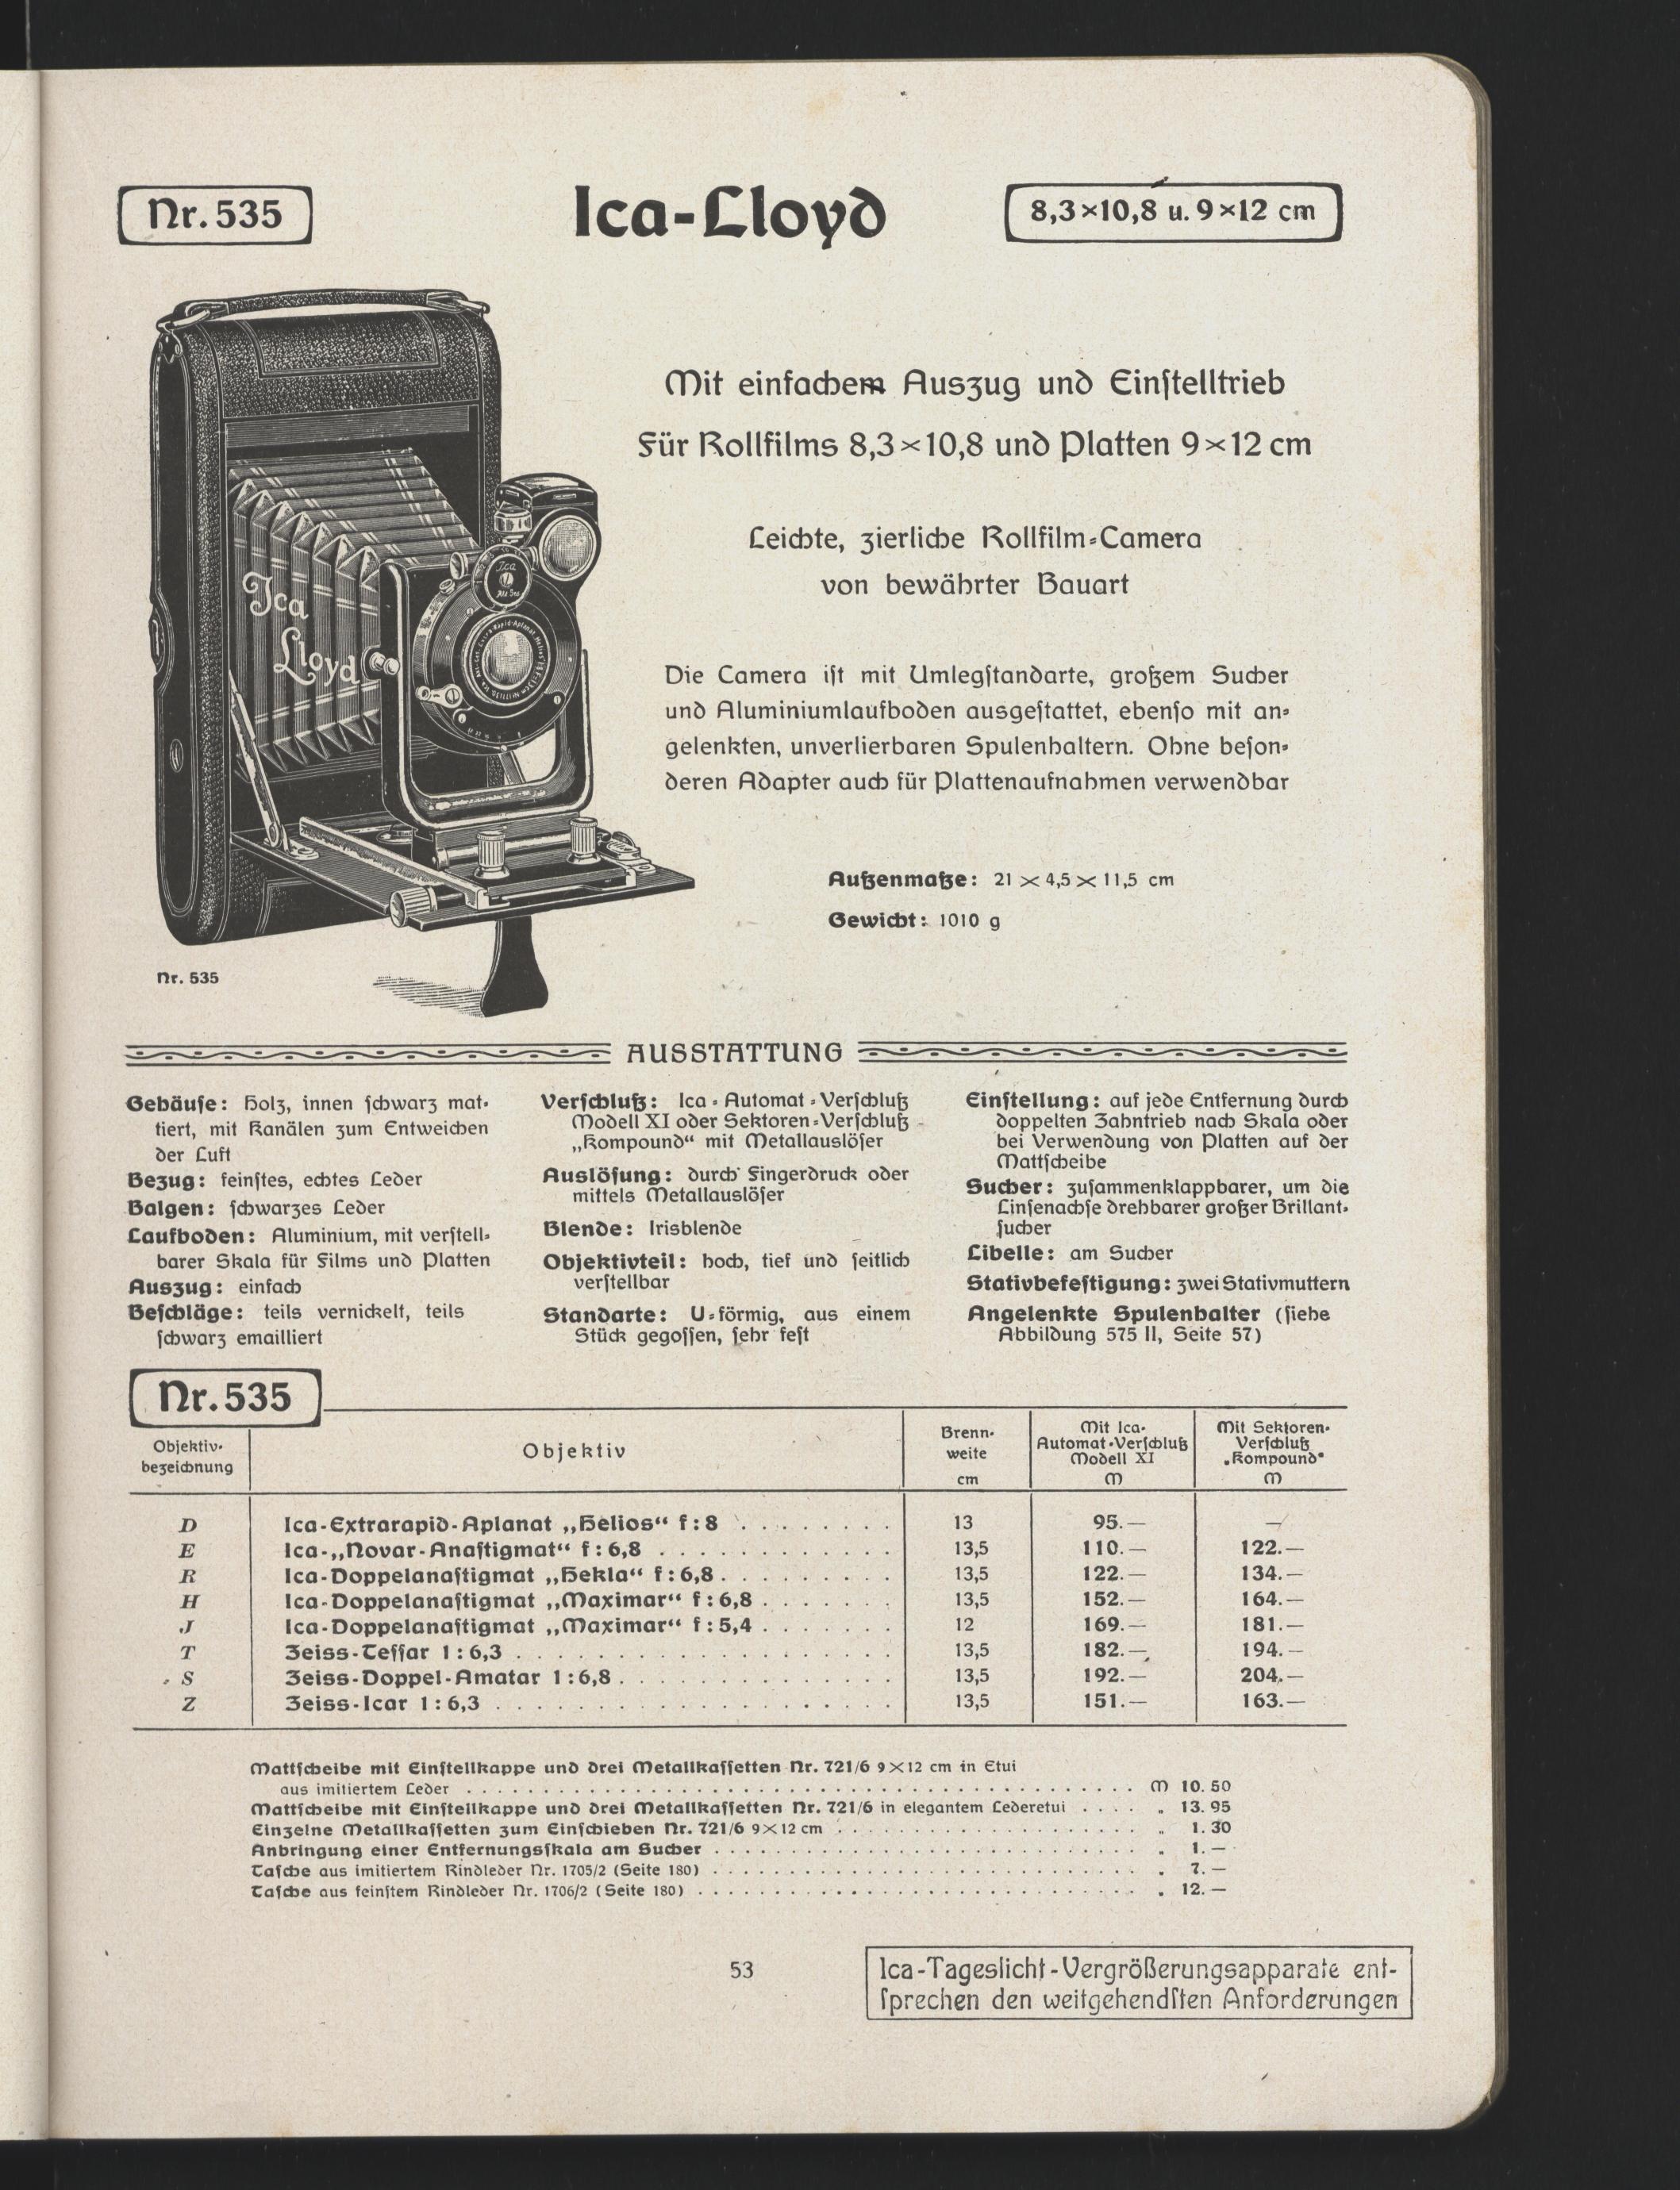 Nr. 535
Ica-Lloyd
8,3×10,8 u. 9×12 cm
Mit einfachem Auszug und Einſtelltrieb
Für Rollfilms 8,3×10,8 und Platten 9×12 cm
Leichte, zierliche Rollfilm-Camera
von bewährter Bauart
Ica
Lloyd
Ica
Die Camera iſt mit Umlegſtandarte, großem Sucher
und Aluminiumlaufboden ausgeſtattet, ebenſo mit an-
gelenkten, unverlierbaren Spulenhaltern. Ohne beſon-
deren Adapter auch für Plattenaufnahmen verwendbar
Außenmaße: 21 × 4,5 × 11,5 cm
Gewicht: 1010 g
Nr. 535
AUSSTATTUNG
Gehäuſe: Holz, innen ſchwarz mat-
tiert, mit Kanälen zum Entweichen
der Luft
Bezug: feinſtes, echtes Leder
Balgen: ſchwarzes Leder
Laufboden: Aluminium, mit verſtell-
barer Skala für Films und Platten
Auszug: einfach
Beſchläge: teils vernickelt, teils
ſchwarz emailliert
Verſchluß: Ica-Automat-Verſchluß
Modell XI oder Sektoren-Verſchluß
„Kompound“ mit Metallauslöſer
Auslöſung: durch Fingerdruck oder
mittels Metallauslöſer
Blende: Irisblende
Objektivteil: hoch, tief und ſeitlich
verſtellbar
Standarte: U-förmig, aus einem
Stück gegoſſen, ſehr feſt
Einſtellung: auf jede Entfernung durch
doppelten Zahntrieb nach Skala oder
bei Verwendung von Platten auf der
Mattſcheibe
Sucher: zuſammenklappbarer, um die
Linſenachſe drehbarer großer Brillant-
ſucher
Libelle: am Sucher
Stativbefeſtigung: zwei Stativmuttern
Angelenkte Spulenhalter (ſiehe
Abbildung 575 II, Seite 57)
Nr. 535
Objektiv-
bezeichnung
Objektiv
Brenn-
weite
cm
Mit Ica-
Automat-Verſchluß
Modell XI
M
Mit Sektoren-
Verſchluß
„Kompound“
M
D Ica-Extrarapid-Aplanat „Helios“ f:8 . . . . . . . . 13 95.— —
E Ica-„Novar-Anaſtigmat“ f:6,8 . . . . . . . . . . . . 13,5 110.— 122.—
R Ica-Doppelanaſtigmat „Hekla“ f:6,8 . . . . . . . . . 13,5 122.— 134.—
H Ica-Doppelanaſtigmat „Maximar“ f:6,8 . . . . . . . 13,5 152.— 164.—
J Ica-Doppelanaſtigmat „Maximar“ f:5,4 . . . . . . . 12 169.— 181.—
T Zeiss-Teſſar 1:6,3 . . . . . . . . . . . . . . . . . . . 13,5 182.— 194.—
S Zeiss-Doppel-Amatar 1:6,8 . . . . . . . . . . . . . . 13,5 192.— 204.—
Z Zeiss-Icar 1:6,3 . . . . . . . . . . . . . . . . . . . . 13,5 151.— 163.—
Mattſcheibe mit Einſtellkappe und drei Metallkaſſetten Nr. 721/6 9×12 cm in Etui
aus imitiertem Leder . . . . . . . . . . . . . . . . . . . . M 10.50
Mattſcheibe mit Einſtellkappe und drei Metallkaſſetten Nr. 721/6 in elegantem Lederetui . . . . „ 13.95
Einzelne Metallkaſſetten zum Einſchieben Nr. 721/6 9×12 cm . . . . . . . . . . . . „ 1.30
Anbringung einer Entfernungsſkala am Sucher . . . . . . . . . . . . . . . . „ 1.—
Taſche aus imitiertem Rindleder Nr. 1705/2 (Seite 180) . . . . . . . . . . . . . . . „ 7.—
Taſche aus feinſtem Rindleder Nr. 1706/2 (Seite 180) . . . . . . . . . . . . . . . „ 12.—
53
Ica-Tageslicht-Vergrößerungsapparate ent-
ſprechen den weitgehendſten Anforderungen